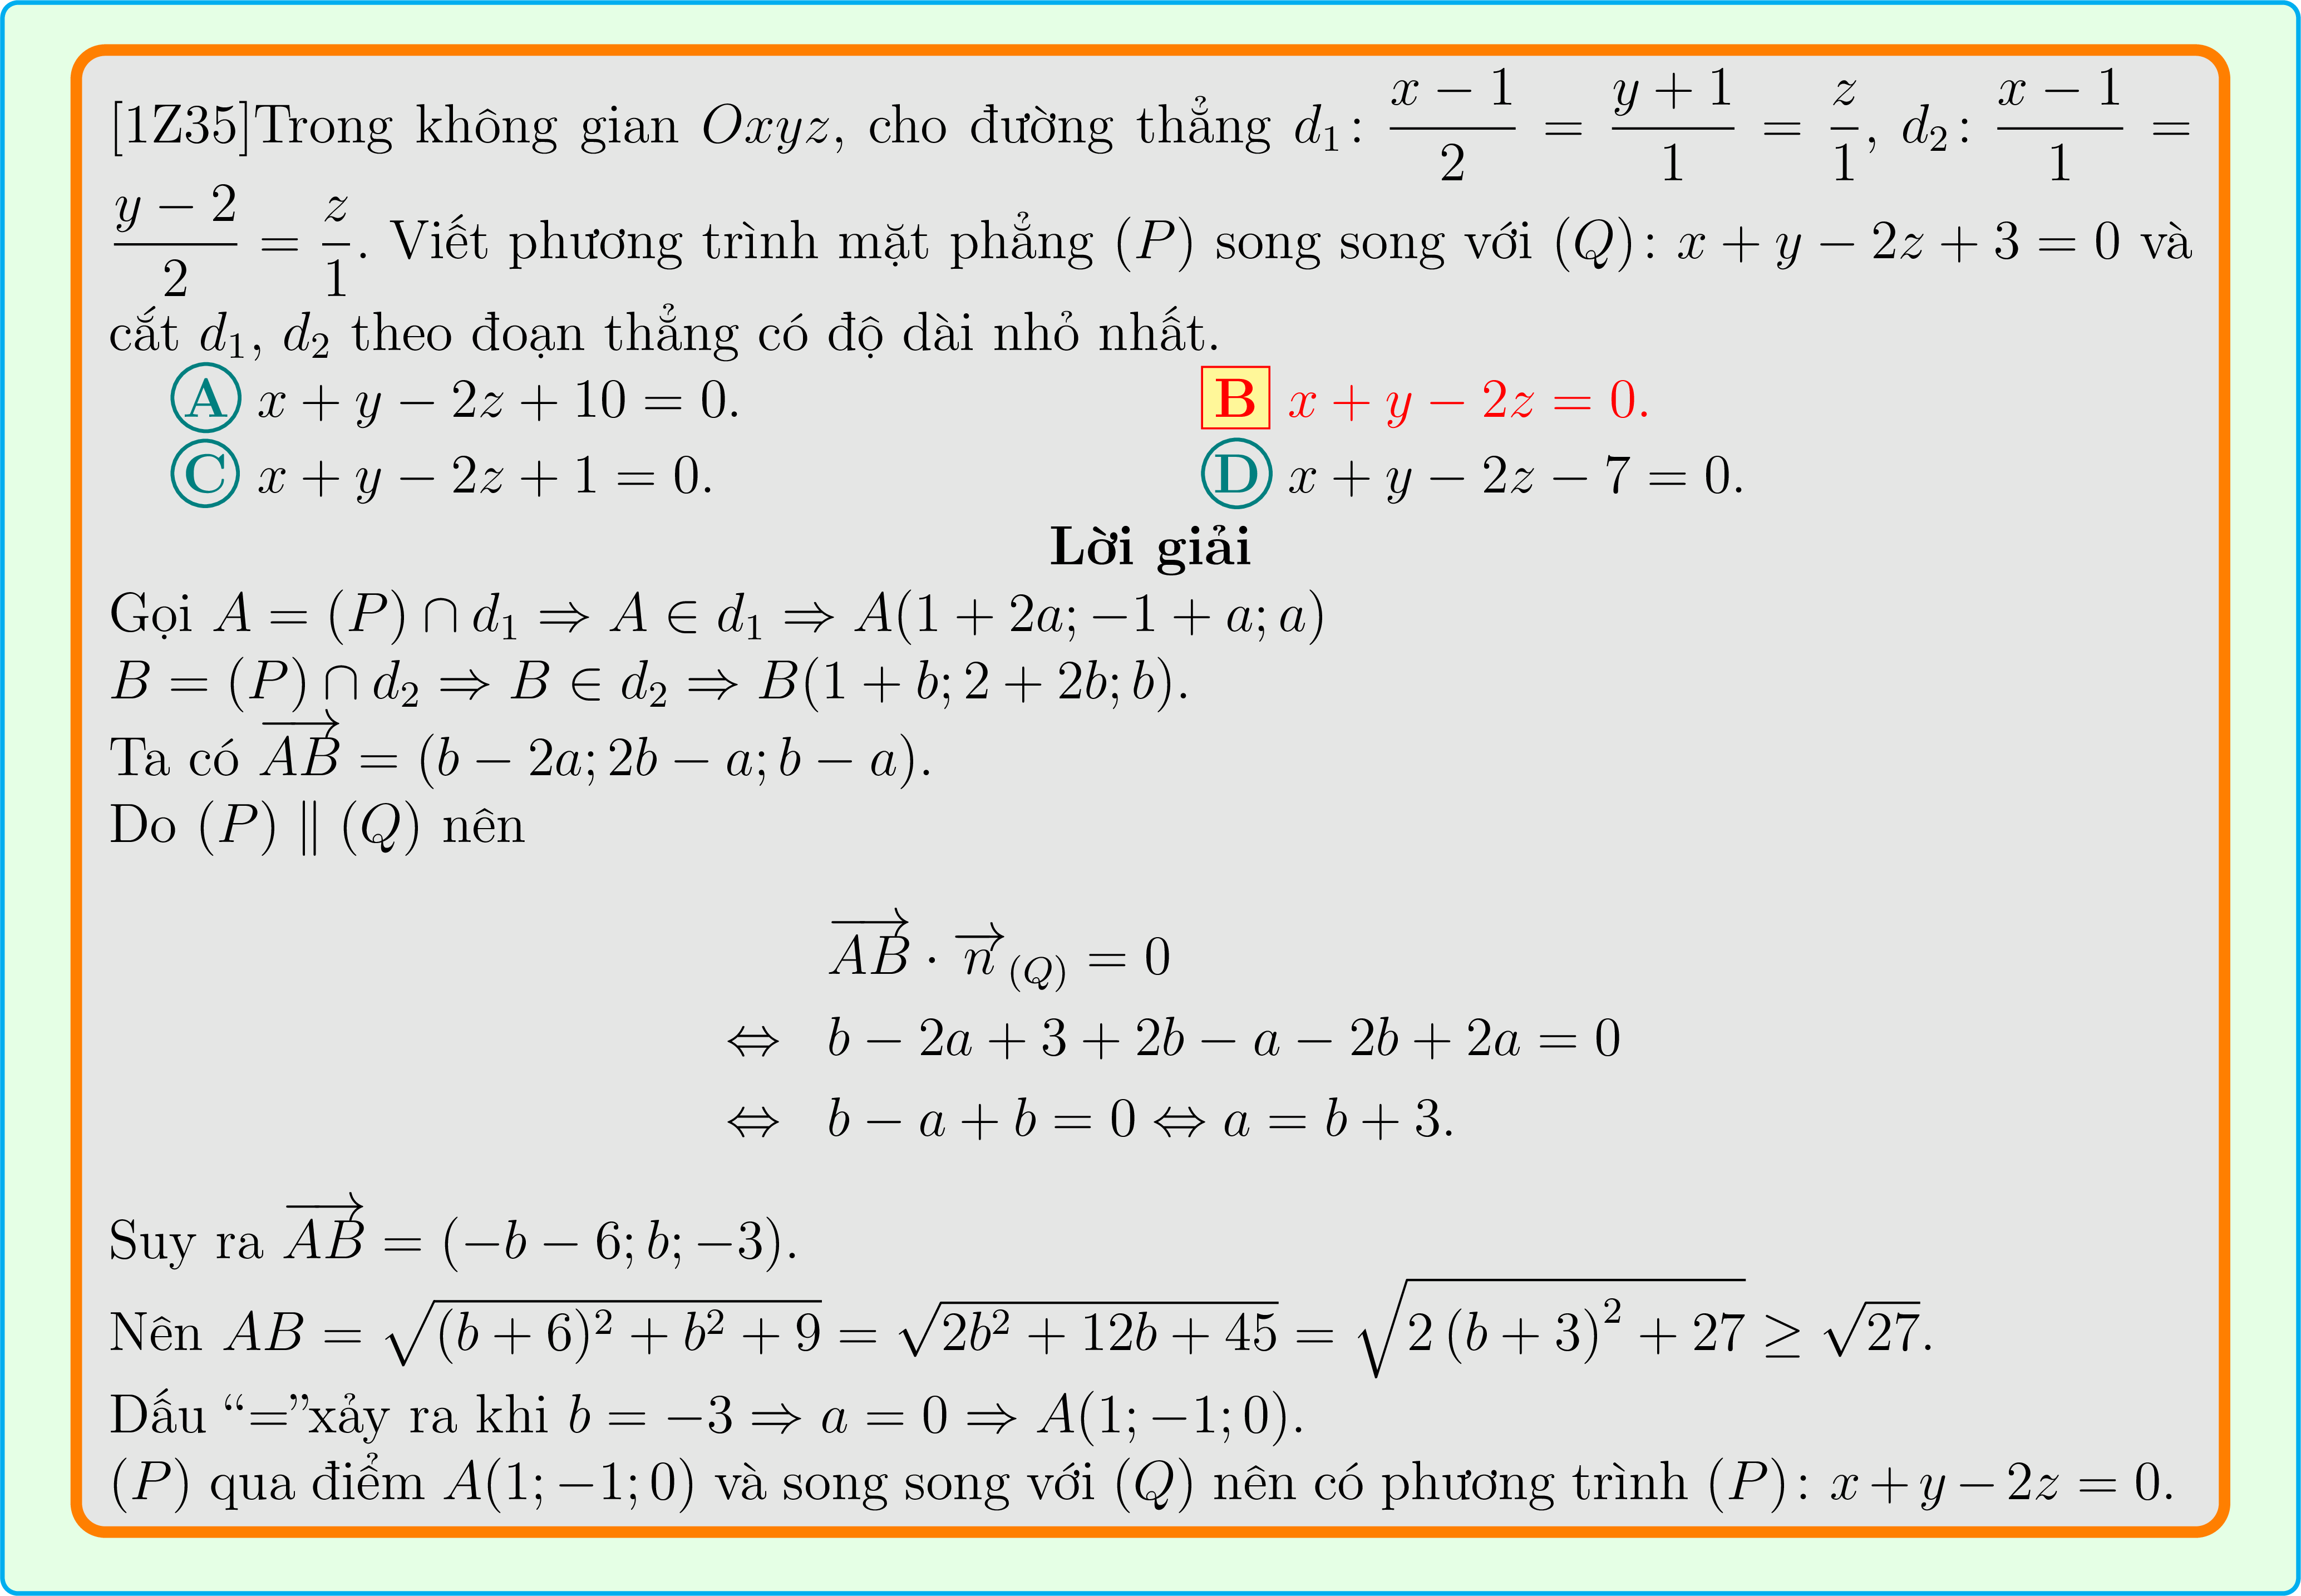 [1Z35]Trong không gian $Oxyz$, cho đường thẳng $d_1\colon \dfrac{x-1}{2} = \dfrac{y+1}{1} = \dfrac{z}{1}$, $d_2\colon \dfrac{x-1}{1} =$
$\dfrac{y-2}{2} = \dfrac{z}{1}$. Viết phương trình mặt phẳng $(P)$ song song với $(Q)\colon x+y-2z+3=0$ và
cắt $d_1$, $d_2$ theo đoạn thẳng có độ dài nhỏ nhất.
A $x+y-2z+10=0$. B $x+y-2z=0$.
C $x+y-2z+1=0$. D $x+y-2z-7=0$.
Lời giải
Gọi $A=(P)\cap d_1 \Rightarrow A\in d_1 \Rightarrow A(1+2a;-1+a;a)$
$B=(P)\cap d_2 \Rightarrow B\in d_2 \Rightarrow B(1+b;2+2b;b)$.
Ta có $\overrightarrow{AB}=(b-2a;2b-a;b-a)$.
Do $(P)\parallel(Q)$ nên
$\overrightarrow{AB}\cdot\overrightarrow{n}_{(Q)}=0$
$\Leftrightarrow b-2a+3+2b-a-2b+2a=0$
$\Leftrightarrow b-a+b=0 \Leftrightarrow a=b+3$.
Suy ra $\overrightarrow{AB}=(-b-6;b;-3)$.
Nên $AB=\sqrt{(b+6)^2+b^2+9}=\sqrt{2b^2+12b+45}=\sqrt{2\left(b+3\right)^2+27}\geq\sqrt{27}$.
Dấu “=”xảy ra khi $b=-3 \Rightarrow a=0 \Rightarrow A(1;-1;0)$.
$(P)$ qua điểm $A(1;-1;0)$ và song song với $(Q)$ nên có phương trình $(P)\colon x+y-2z=0$.